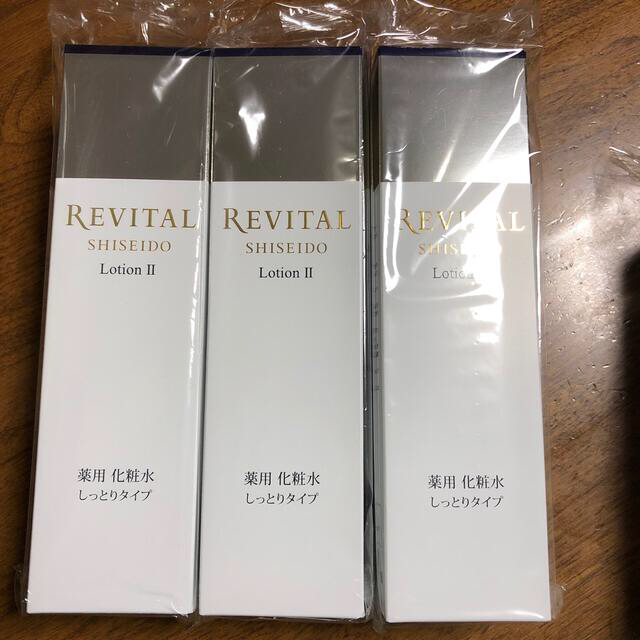 REVITAL
SHISEIDO
Lotion II
薬用 化粧水
しっとりタイプ
REVITAL
SHISEIDO
Lotion II
薬用 化粧水
しっとりタイプ
REVITAL
SHISEIDO
Lotion
薬用 化粧水
しっとりタイプ